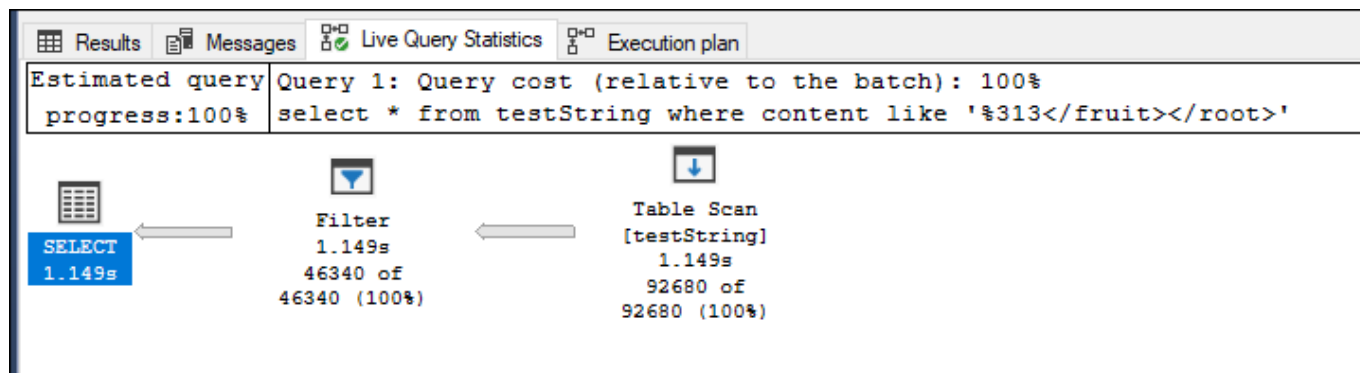 Results Messages Live Query Statistics Execution plan
Estimated query
progress:100%
Query 1: Query cost (relative to the batch): 100%
select * from testString where content like '%313</fruit></root>'
SELECT
1.149s
Filter
1.149s
46340 of
46340 (100%)
Table Scan
[testString]
1.149s
92680 of
92680 (100%)